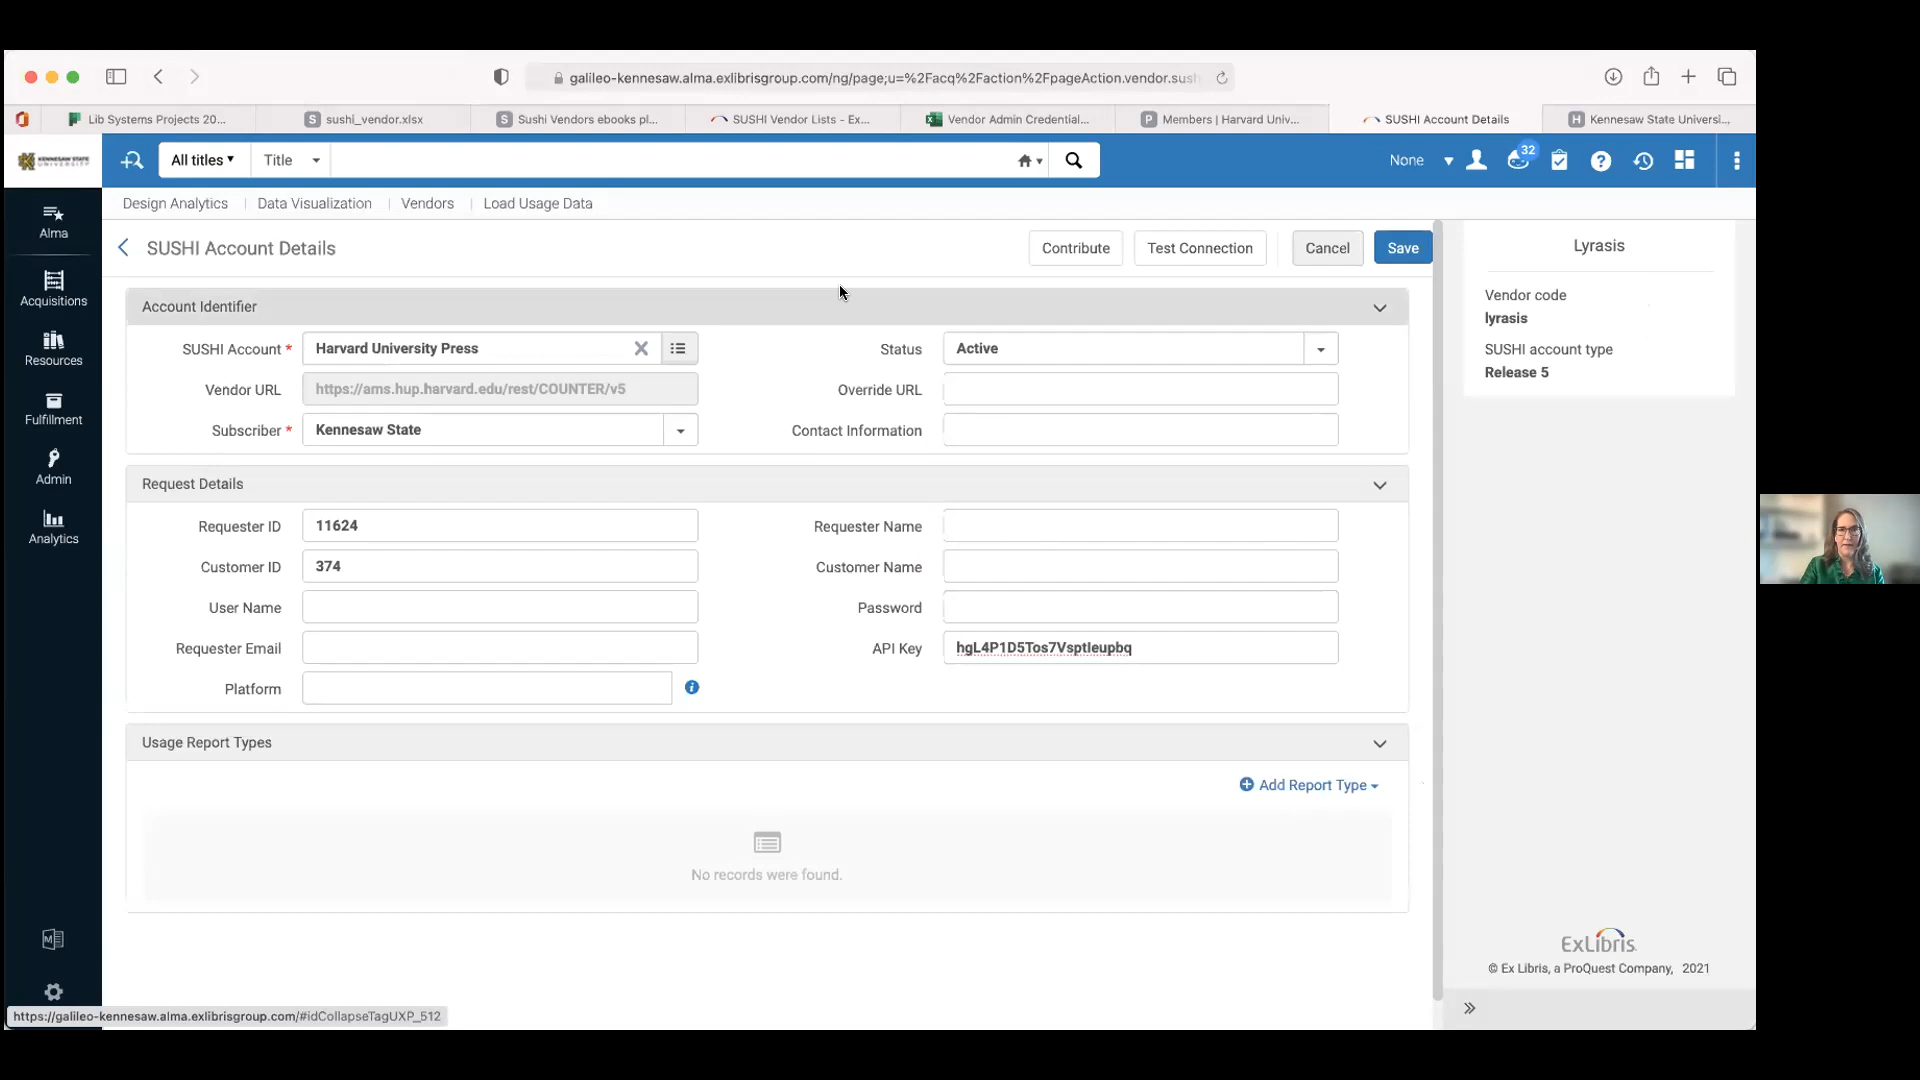 galileo-kennesaw.alma.exlibrisgroup.com/ng/page;u=%2Facq%2Faction%2FpageAction.vendor.sush
Lib Systems Projects 20...
S sushi_vendor.xlsx
S Sushi Vendors ebooks pl...
SUSHI Vendor Lists - Ex...
Vendor Admin Credential...
P Members | Harvard Univ...
SUSHI Account Details
H Kennesaw State Universi...
KENNESAW STATE UNIVERSITY
All titles
Title
None
32
Alma
Acquisitions
Resources
Fulfillment
Admin
Analytics
Design Analytics | Data Visualization | Vendors | Load Usage Data
SUSHI Account Details
Contribute
Test Connection
Cancel
Save
Account Identifier
SUSHI Account * Harvard University Press
Status Active
Vendor URL https://ams.hup.harvard.edu/rest/COUNTER/v5
Override URL
Subscriber * Kennesaw State
Contact Information
Request Details
Requester ID 11624
Requester Name
Customer ID 374
Customer Name
User Name
Password
Requester Email
API Key hgL4P1D5Tos7VsptIeupbq
Platform
Usage Report Types
Add Report Type
No records were found.
Lyrasis
Vendor code
lyrasis
SUSHI account type
Release 5
ExLibris
© Ex Libris, a ProQuest Company, 2021
https://galileo-kennesaw.alma.exlibrisgroup.com/#idCollapseTagUXP_512